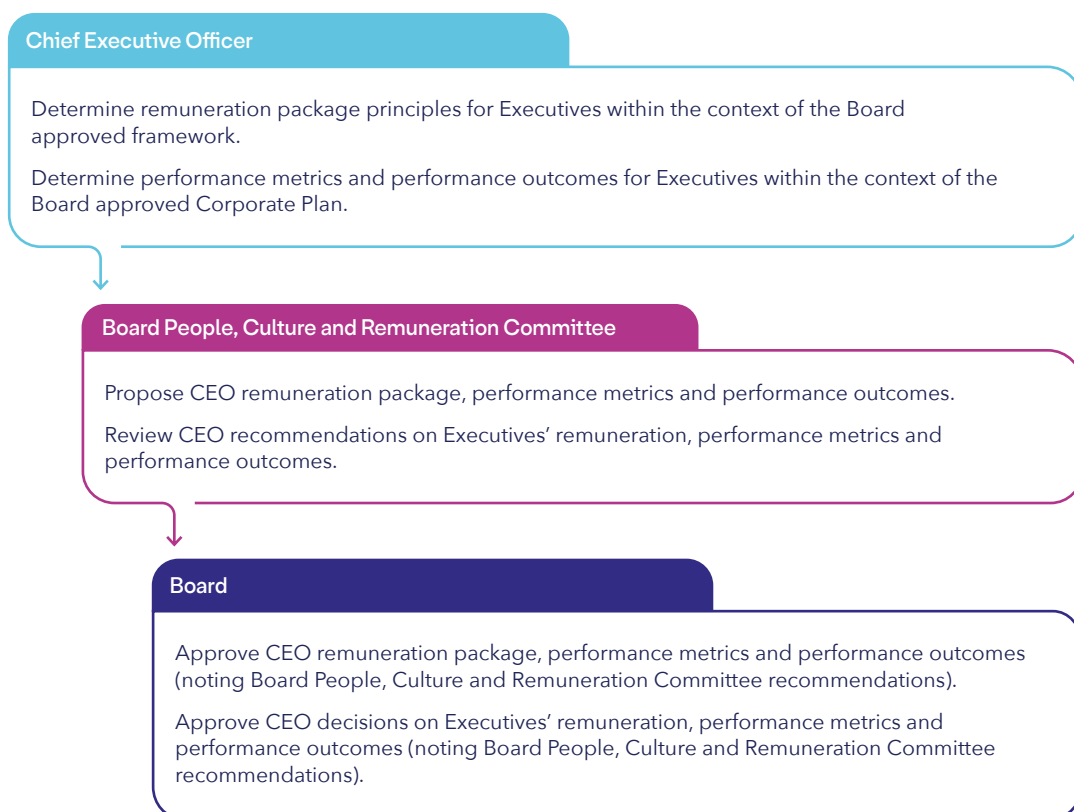 Chief Executive Officer
Determine remuneration package principles for Executives within the context of the Board
approved framework.
Determine performance metrics and performance outcomes for Executives within the context of the
Board approved Corporate Plan.
Board People, Culture and Remuneration Committee
Propose CEO remuneration package, performance metrics and performance outcomes.
Review CEO recommendations on Executives’ remuneration, performance metrics and
performance outcomes.
Board
Approve CEO remuneration package, performance metrics and performance outcomes
(noting Board People, Culture and Remuneration Committee recommendations).
Approve CEO decisions on Executives’ remuneration, performance metrics and
performance outcomes (noting Board People, Culture and Remuneration Committee
recommendations).